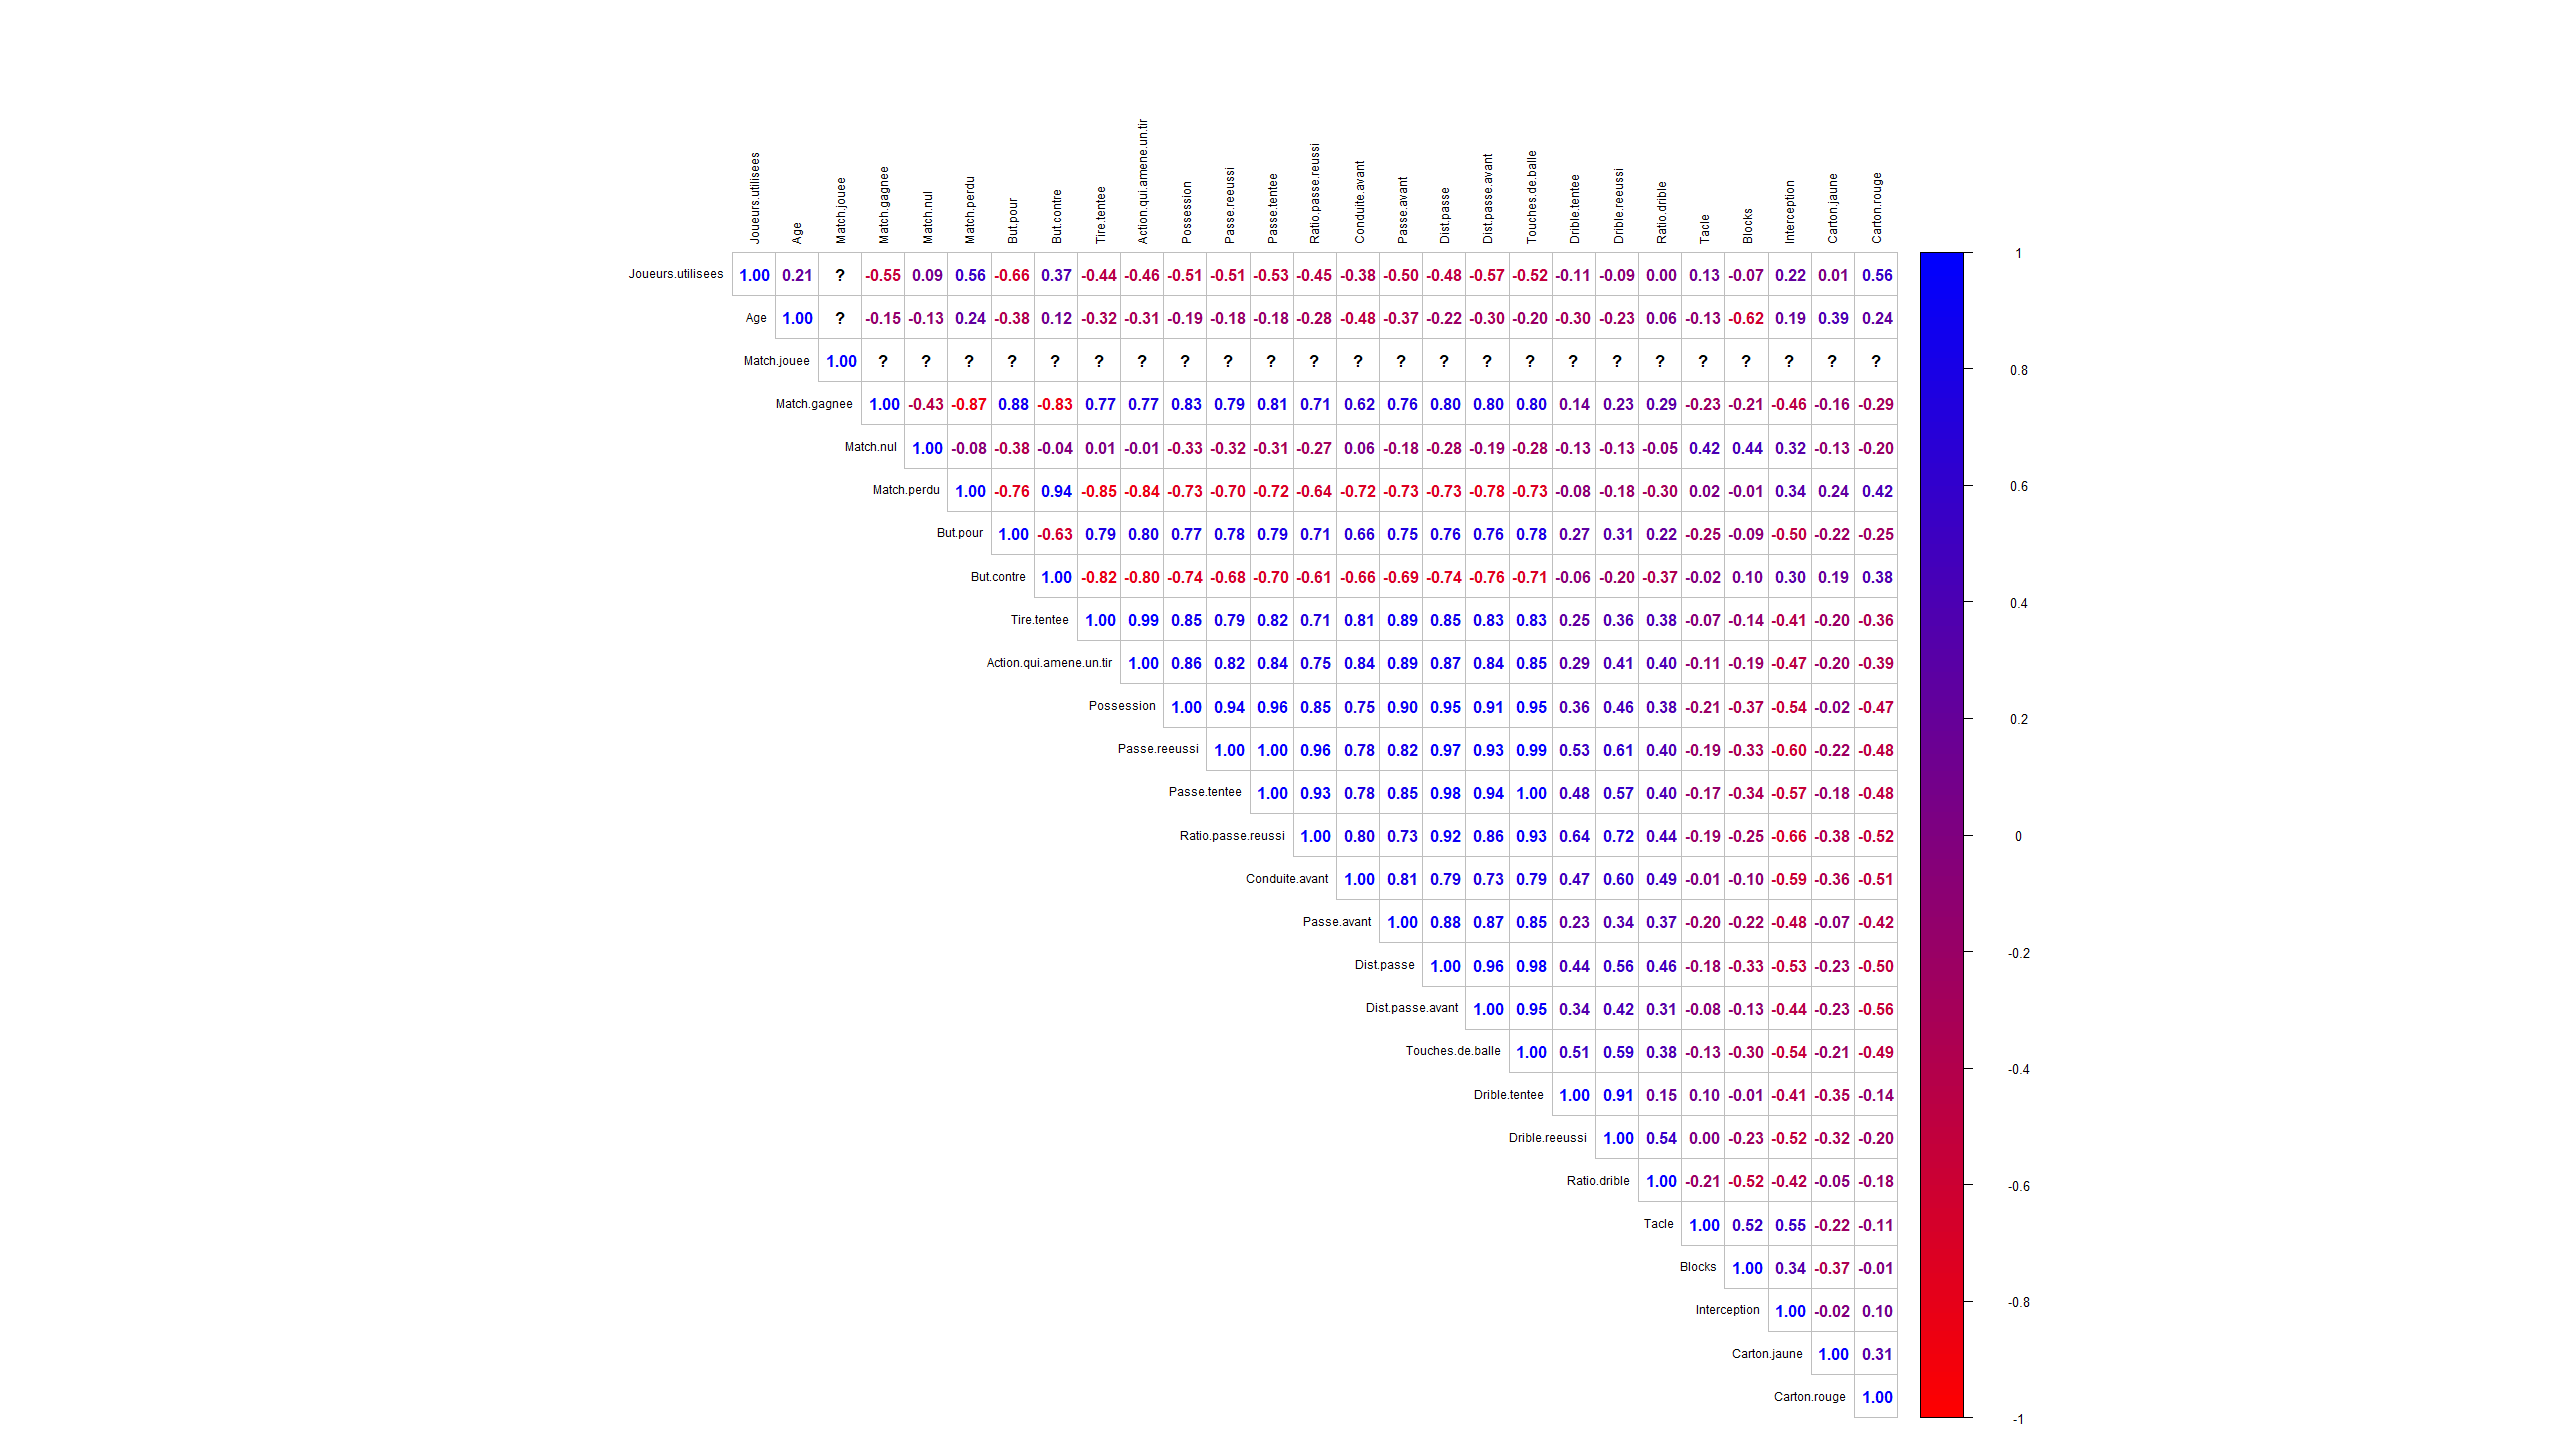 Joueurs.utilisees Age Match.jouee Match.gagnee Match.nul Match.perdu But.pour But.contre Tire.tentee Action.qui.amene.un.tir Possession Passe.reeussi Passe.tentee Ratio.passe.reussi Conduite.avant Passe.avant Dist.passe Dist.passe.avant Touches.de.balle Drible.tentee Drible.reeussi Ratio.drible Tacle Blocks Interception Carton.jaune Carton.rouge
Joueurs.utilisees 1.00 0.21 ? -0.55 0.09 0.56 -0.66 0.37 -0.44 -0.46 -0.51 -0.51 -0.53 -0.45 -0.38 -0.50 -0.48 -0.57 -0.52 -0.11 -0.09 0.00 0.13 -0.07 0.22 0.01 0.56 1
Age 1.00 ? -0.15 -0.13 0.24 -0.38 0.12 -0.32 -0.31 -0.19 -0.18 -0.18 -0.28 -0.48 -0.37 -0.22 -0.30 -0.20 -0.30 -0.23 0.06 -0.13 -0.62 0.19 0.39 0.24
Match.jouee 1.00 ? ? ? ? ? ? ? ? ? ? ? ? ? ? ? ? ? ? ? ? ? ? ? ? 0.8
Match.gagnee 1.00 -0.43 -0.87 0.88 -0.83 0.77 0.77 0.83 0.79 0.81 0.71 0.62 0.76 0.80 0.80 0.80 0.14 0.23 0.29 -0.23 -0.21 -0.46 -0.16 -0.29
Match.nul 1.00 -0.08 -0.38 -0.04 0.01 -0.01 -0.33 -0.32 -0.31 -0.27 0.06 -0.18 -0.28 -0.19 -0.28 -0.13 -0.13 -0.05 0.42 0.44 0.32 -0.13 -0.20
Match.perdu 1.00 -0.76 0.94 -0.85 -0.84 -0.73 -0.70 -0.72 -0.64 -0.72 -0.73 -0.73 -0.78 -0.73 -0.08 -0.18 -0.30 0.02 -0.01 0.34 0.24 0.42 0.6
But.pour 1.00 -0.63 0.79 0.80 0.77 0.78 0.79 0.71 0.66 0.75 0.76 0.76 0.78 0.27 0.31 0.22 -0.25 -0.09 -0.50 -0.22 -0.25
But.contre 1.00 -0.82 -0.80 -0.74 -0.68 -0.70 -0.61 -0.66 -0.69 -0.74 -0.76 -0.71 -0.06 -0.20 -0.37 -0.02 0.10 0.30 0.19 0.38
0.4
Tire.tentee 1.00 0.99 0.85 0.79 0.82 0.71 0.81 0.89 0.85 0.83 0.83 0.25 0.36 0.38 -0.07 -0.14 -0.41 -0.20 -0.36
Action.qui.amene.un.tir 1.00 0.86 0.82 0.84 0.75 0.84 0.89 0.87 0.84 0.85 0.29 0.41 0.40 -0.11 -0.19 -0.47 -0.20 -0.39
Possession 1.00 0.94 0.96 0.85 0.75 0.90 0.95 0.91 0.95 0.36 0.46 0.38 -0.21 -0.37 -0.54 -0.02 -0.47
0.2
Passe.reeussi 1.00 1.00 0.96 0.78 0.82 0.97 0.93 0.99 0.53 0.61 0.40 -0.19 -0.33 -0.60 -0.22 -0.48
Passe.tentee 1.00 0.93 0.78 0.85 0.98 0.94 1.00 0.48 0.57 0.40 -0.17 -0.34 -0.57 -0.18 -0.48
Ratio.passe.reussi 1.00 0.80 0.73 0.92 0.86 0.93 0.64 0.72 0.44 -0.19 -0.25 -0.66 -0.38 -0.52 0
Conduite.avant 1.00 0.81 0.79 0.73 0.79 0.47 0.60 0.49 -0.01 -0.10 -0.59 -0.36 -0.51
Passe.avant 1.00 0.88 0.87 0.85 0.23 0.34 0.37 -0.20 -0.22 -0.48 -0.07 -0.42
-0.2
Dist.passe 1.00 0.96 0.98 0.44 0.56 0.46 -0.18 -0.33 -0.53 -0.23 -0.50
Dist.passe.avant 1.00 0.95 0.34 0.42 0.31 -0.08 -0.13 -0.44 -0.23 -0.56
Touches.de.balle 1.00 0.51 0.59 0.38 -0.13 -0.30 -0.54 -0.21 -0.49
-0.4
Drible.tentee 1.00 0.91 0.15 0.10 -0.01 -0.41 -0.35 -0.14
Drible.reeussi 1.00 0.54 0.00 -0.23 -0.52 -0.32 -0.20
Ratio.drible 1.00 -0.21 -0.52 -0.42 -0.05 -0.18 -0.6
Tacle 1.00 0.52 0.55 -0.22 -0.11
Blocks 1.00 0.34 -0.37 -0.01
Interception 1.00 -0.02 0.10 -0.8
Carton.jaune 1.00 0.31
Carton.rouge 1.00
-1